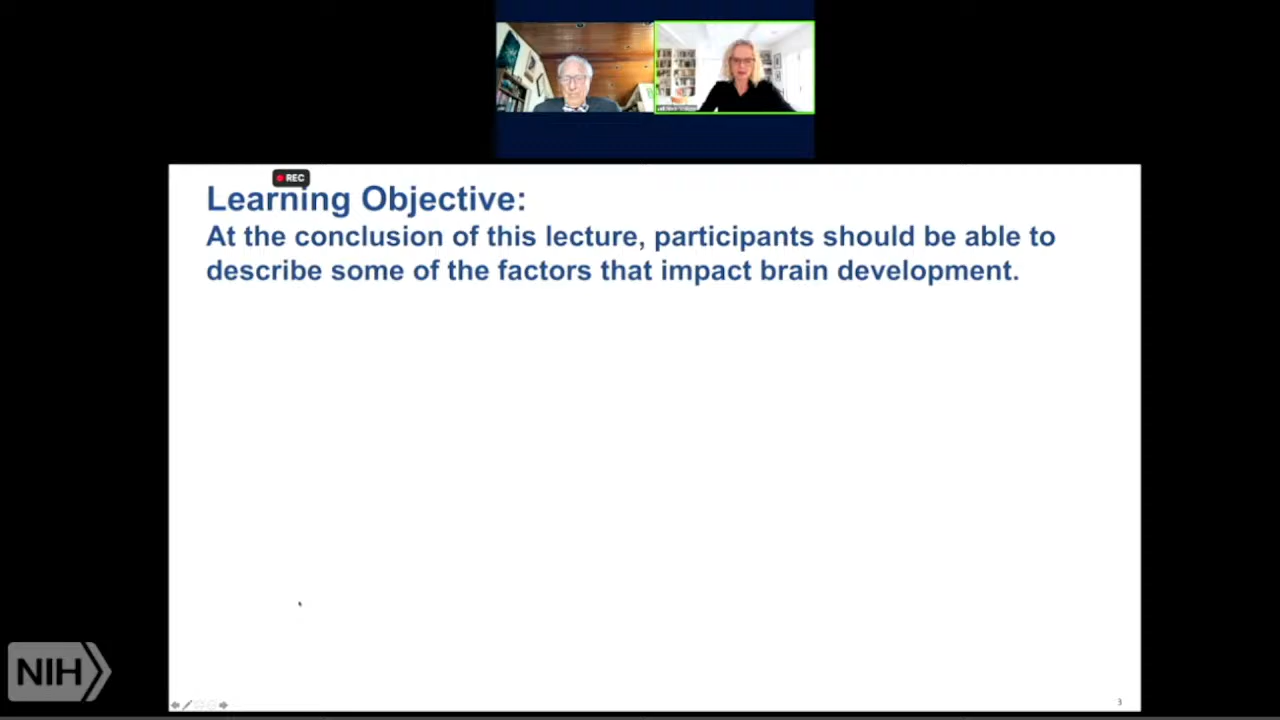 REC
Learning Objective:
At the conclusion of this lecture, participants should be able to
describe some of the factors that impact brain development.
NIH
3